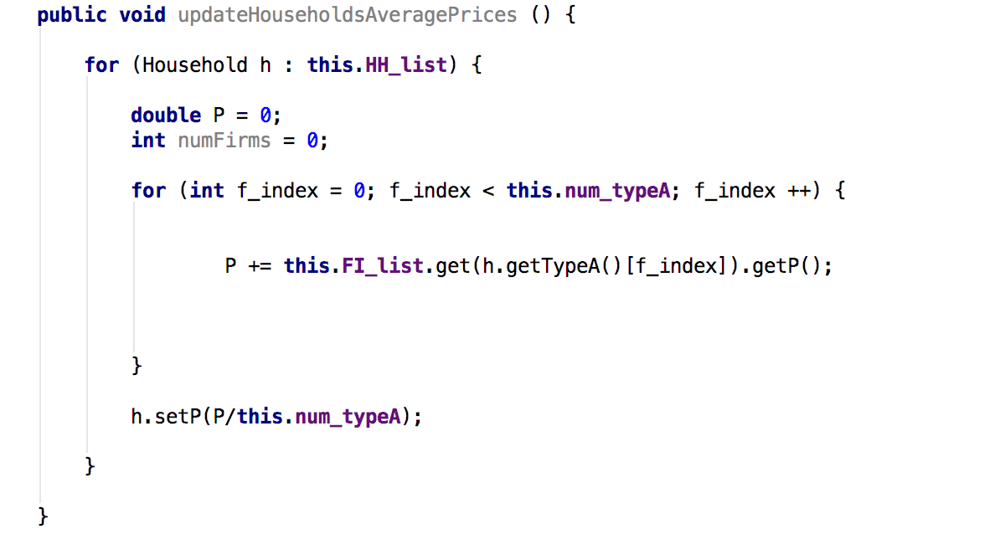 public void updateHouseholdsAveragePrices () {
for (Household h : this.HH_list) {
double P = 0;
int numFirms = 0;
for (int f_index = 0; f_index < this.num_typeA; f_index ++) {
P += this.FI_list.get(h.getTypeA()[f_index]).getP();
}
h.setP(P/this.num_typeA);
}
}